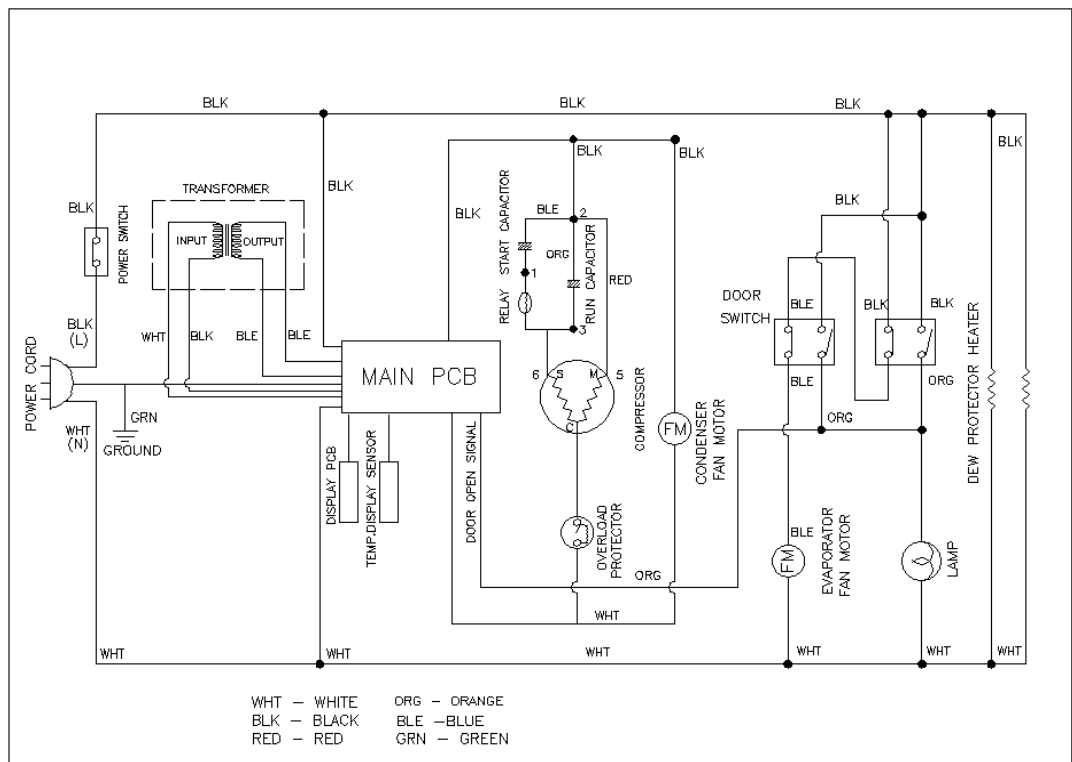 BLK
BLK
BLK
BLK
BLK
BLK
TRANSFORMER
BLK
BLK
BLK
INPUT
OUTPUT
POWER SWITCH
BLE
2
START CAPACITOR
ORG
RUN CAPACITOR
RED
1
RELAY
3
BLK
DOOR
SWITCH
BLE
BLK
BLK
BLK
(L)
WHT
BLK
BLE
BLE
POWER CORD
MAIN PCB
6
S
M
5
C
COMPRESSOR
FM
CONDENSER
FAN MOTOR
BLE
ORG
ORG
DEW PROTECTOR HEATER
GRN
WHT
(N)
GROUND
DISPLAY PCB
TEMP.DISPLAY SENSOR
DOOR OPEN SIGNAL
OVERLOAD
PROTECTOR
BLE
FM
EVAPORATOR
FAN MOTOR
LAMP
ORG
WHT
WHT
WHT
WHT
WHT
WHT
WHT – WHITE
ORG – ORANGE
BLK – BLACK
BLE –BLUE
RED – RED
GRN – GREEN